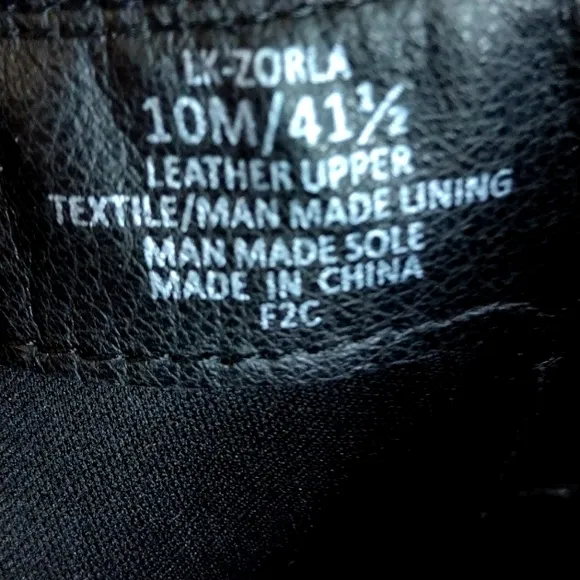 LK-ZORLA
10M/41½
LEATHER UPPER
TEXTILE/MAN MADE LINING
MAN MADE SOLE
MADE IN CHINA
F2C